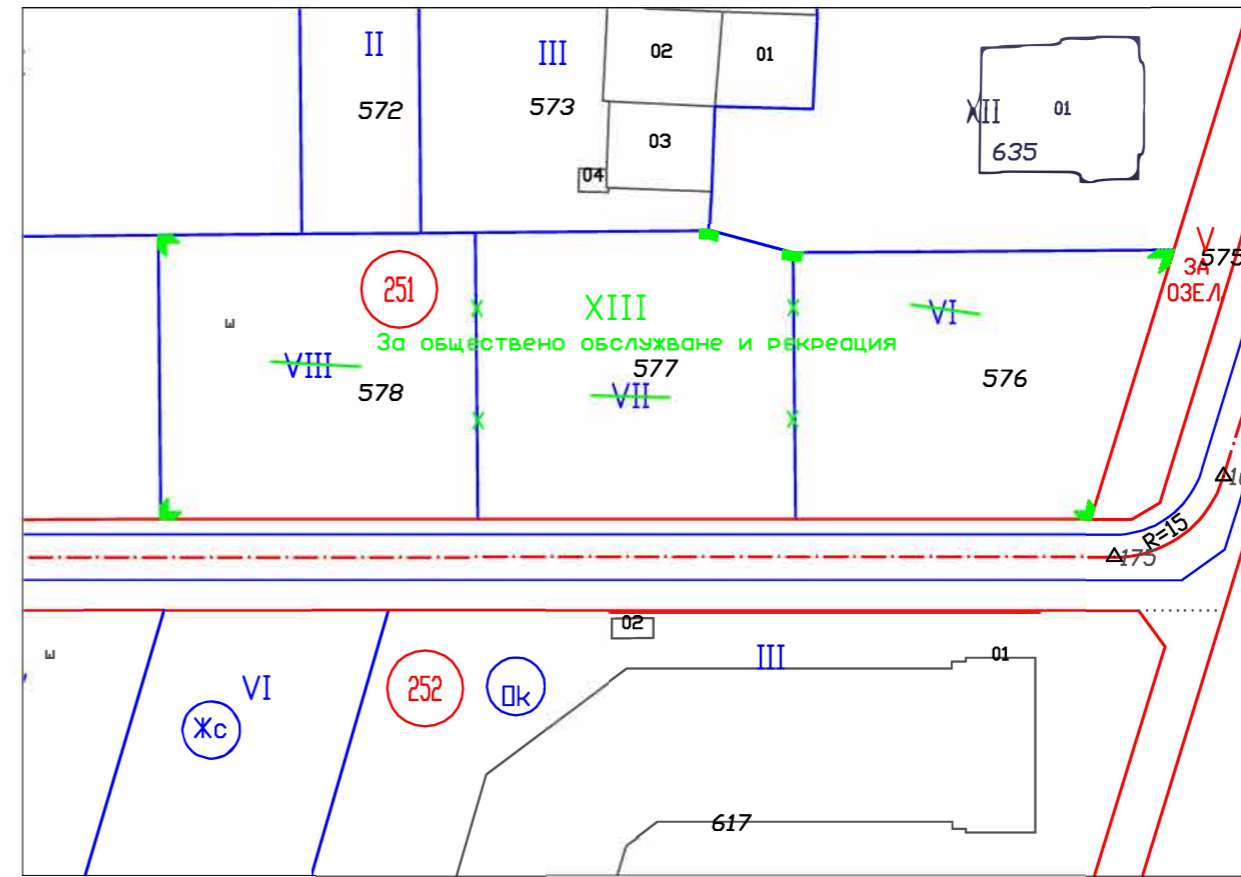 II
III
02
01
572
573
03
04
XII
01
635
V
575
ЗА
ОЗЕЛ
251
XIII
VI
ш
За обществено обслужване и рекреация
VIII
577
576
578
VII
R=15
175
02
ш
III
01
VI
252
Ок
Жс
617